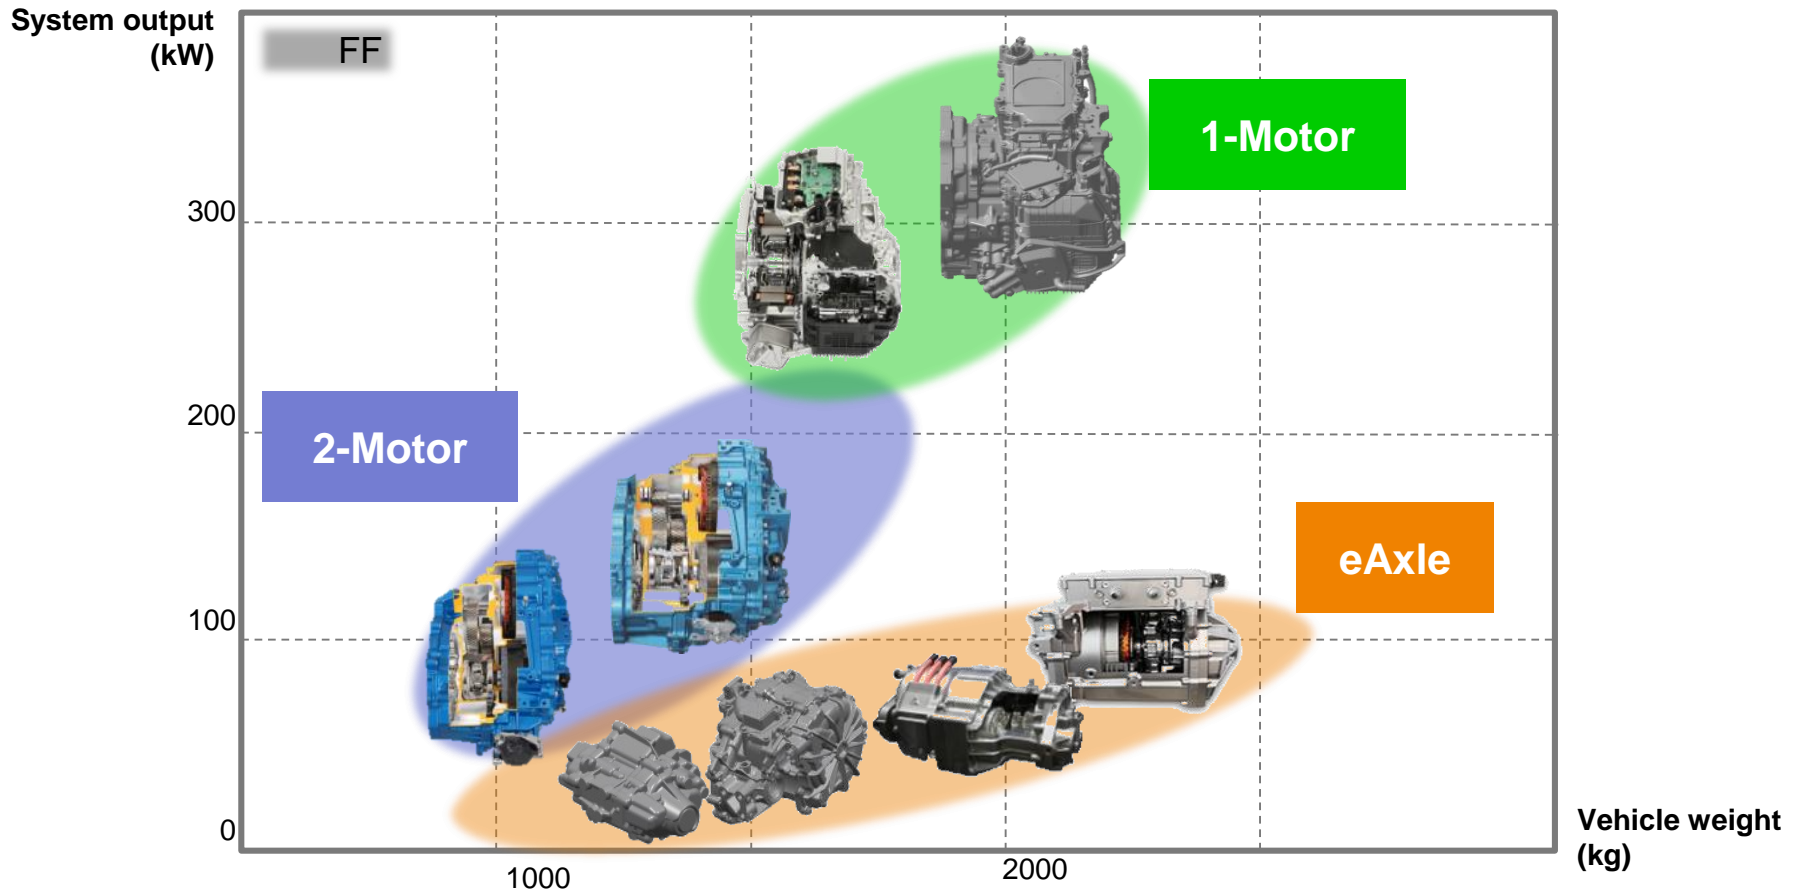 System output
(kW)
FF
1-Motor
300
200
2-Motor
eAxle
100
0
Vehicle weight
(kg)
1000
2000